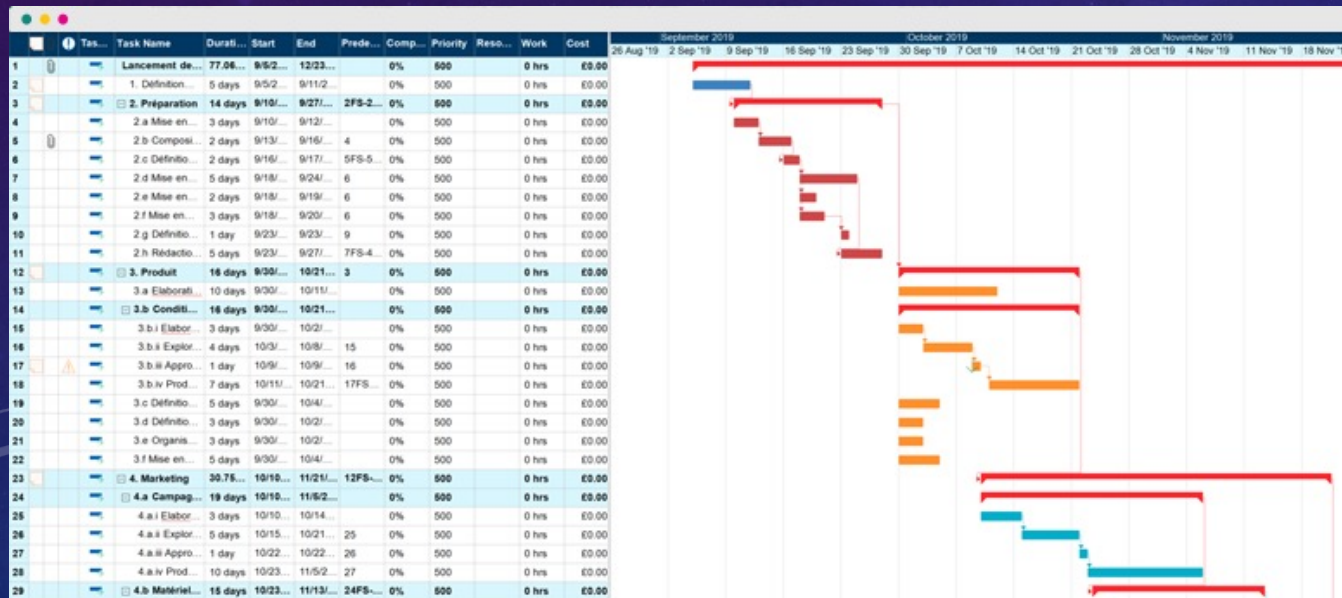 Tas... Task Name Durati... Start End Prede... Comp... Priority Reso... Work Cost
September 2019 October 2019 November 2019
26 Aug '19 2 Sep '19 9 Sep '19 16 Sep '19 23 Sep '19 30 Sep '19 7 Oct '19 14 Oct '19 21 Oct '19 28 Oct '19 4 Nov '19 11 Nov '19 18 Nov '1
1 Lancement de... 77.06... 9/5/2... 12/23... 0% 500 0 hrs £0.00
2 1. Définition... 5 days 9/5/2... 9/11/2... 0% 500 0 hrs £0.00
3 2. Préparation 14 days 9/10/... 9/27/... 2FS-2... 0% 500 0 hrs £0.00
4 2.a Mise en... 3 days 9/10/... 9/12/... 0% 500 0 hrs £0.00
5 2.b Composi... 2 days 9/13/... 9/16/... 4 0% 500 0 hrs £0.00
6 2.c Définitio... 2 days 9/16/... 9/17/... 5FS-5... 0% 500 0 hrs £0.00
7 2.d Mise en... 5 days 9/18/... 9/24/... 6 0% 500 0 hrs £0.00
8 2.e Mise en... 2 days 9/18/... 9/19/... 6 0% 500 0 hrs £0.00
9 2.f Mise en... 3 days 9/18/... 9/20/... 6 0% 500 0 hrs £0.00
10 2.g Définitio... 1 day 9/23/... 9/23/... 9 0% 500 0 hrs £0.00
11 2.h Rédactio... 5 days 9/23/... 9/27/... 7FS-4... 0% 500 0 hrs £0.00
12 3. Produit 16 days 9/30/... 10/21... 3 0% 500 0 hrs £0.00
13 3.a Elaborati... 10 days 9/30/... 10/11/... 0% 500 0 hrs £0.00
14 3.b Conditi... 16 days 9/30/... 10/21... 0% 500 0 hrs £0.00
15 3.b.i Elabor... 3 days 9/30/... 10/2/... 0% 500 0 hrs £0.00
16 3.b.ii Explor... 4 days 10/3/... 10/8/... 15 0% 500 0 hrs £0.00
17 3.b.iii Appro... 1 day 10/9/... 10/9/... 16 0% 500 0 hrs £0.00
18 3.b.iv Prod... 7 days 10/11/... 10/21... 17FS... 0% 500 0 hrs £0.00
19 3.c Définitio... 5 days 9/30/... 10/4/... 0% 500 0 hrs £0.00
20 3.d Définitio... 3 days 9/30/... 10/2/... 0% 500 0 hrs £0.00
21 3.e Organis... 3 days 9/30/... 10/2/... 0% 500 0 hrs £0.00
22 3.f Mise en... 5 days 9/30/... 10/4/... 0% 500 0 hrs £0.00
23 4. Marketing 30.75... 10/10... 11/21/... 12FS-... 0% 500 0 hrs £0.00
24 4.a Campag... 19 days 10/10... 11/5/2... 0% 500 0 hrs £0.00
25 4.a.i Elabor... 3 days 10/10... 10/14... 0% 500 0 hrs £0.00
26 4.a.ii Explor... 5 days 10/15... 10/21... 25 0% 500 0 hrs £0.00
27 4.a.iii Appro... 1 day 10/22... 10/22... 26 0% 500 0 hrs £0.00
28 4.a.iv Prod... 10 days 10/23... 11/5/2... 27 0% 500 0 hrs £0.00
29 4.b Matériel... 15 days 10/23... 11/13/... 24FS-... 0% 500 0 hrs £0.00